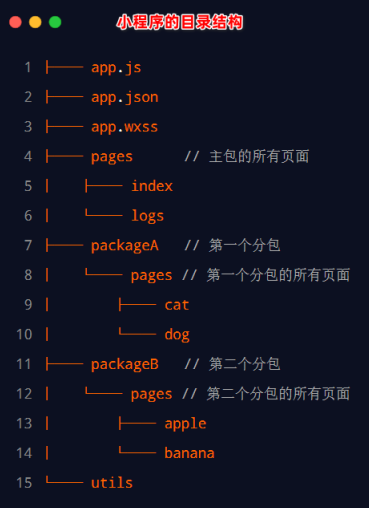 小程序的目录结构
1 ├── app.js
2 ├── app.json
3 ├── app.wxss
4 ├── pages // 主包的所有页面
5 │ ├── index
6 │ └── logs
7 ├── packageA // 第一个分包
8 │ └── pages // 第一个分包的所有页面
9 │ ├── cat
10 │ └── dog
11 ├── packageB // 第二个分包
12 │ └── pages // 第二个分包的所有页面
13 │ ├── apple
14 │ └── banana
15 └── utils